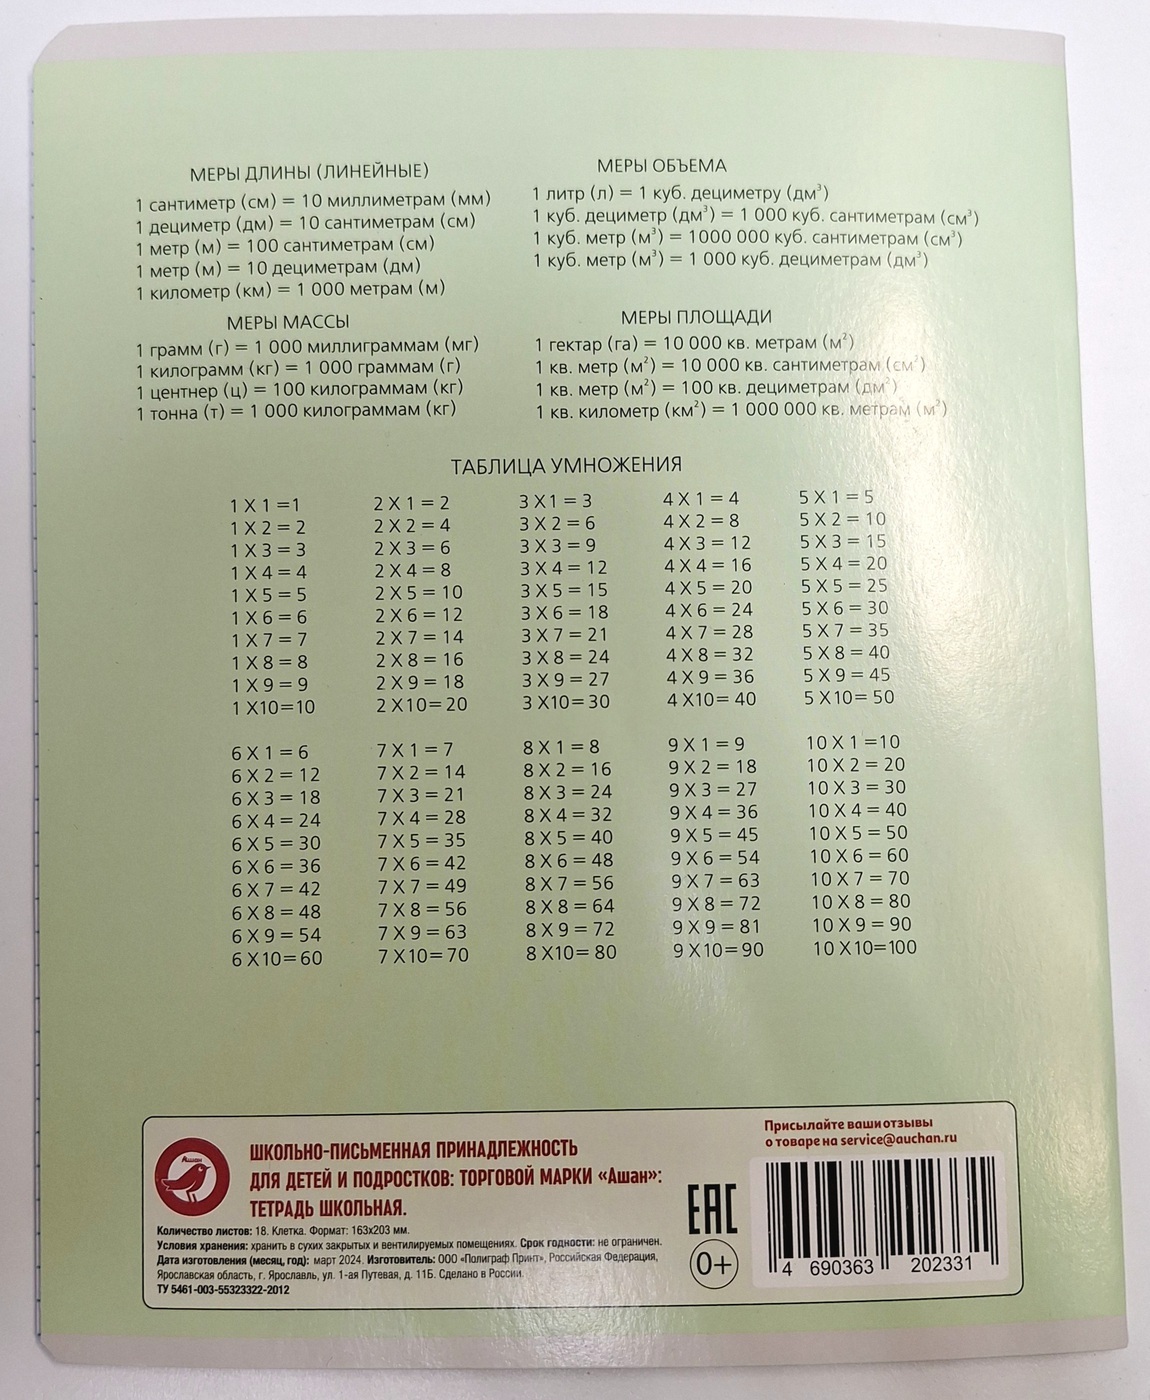 МЕРЫ ДЛИНЫ (ЛИНЕЙНЫЕ)
1 сантиметр (см) = 10 миллиметрам (мм)
1 дециметр (дм) = 10 сантиметрам (см)
1 метр (м) = 100 сантиметрам (см)
1 метр (м) = 10 дециметрам (дм)
1 километр (км) = 1 000 метрам (м)
МЕРЫ ОБЪЕМА
1 литр (л) = 1 куб. дециметру (дм³)
1 куб. дециметр (дм³) = 1 000 куб. сантиметрам (см³)
1 куб. метр (м³) = 1000 000 куб. сантиметрам (см³)
1 куб. метр (м³) = 1 000 куб. дециметрам (дм³)
МЕРЫ МАССЫ
1 грамм (г) = 1 000 миллиграммам (мг)
1 килограмм (кг) = 1 000 граммам (г)
1 центнер (ц) = 100 килограммам (кг)
1 тонна (т) = 1 000 килограммам (кг)
МЕРЫ ПЛОЩАДИ
1 гектар (га) = 10 000 кв. метрам (м²)
1 кв. метр (м²) = 10 000 кв. сантиметрам (см²)
1 кв. метр (м²) = 100 кв. дециметрам (дм²)
1 кв. километр (км²) = 1 000 000 кв. метрам (м²)
ТАБЛИЦА УМНОЖЕНИЯ
1 X 1 =1 2 X 1 = 2 3 X 1 = 3 4 X 1 = 4 5 X 1 = 5
1 X 2 = 2 2 X 2 = 4 3 X 2 = 6 4 X 2 = 8 5 X 2 = 10
1 X 3 = 3 2 X 3 = 6 3 X 3 = 9 4 X 3 = 12 5 X 3 = 15
1 X 4 = 4 2 X 4 = 8 3 X 4 = 12 4 X 4 = 16 5 X 4 = 20
1 X 5 = 5 2 X 5 = 10 3 X 5 = 15 4 X 5 = 20 5 X 5 = 25
1 X 6 = 6 2 X 6 = 12 3 X 6 = 18 4 X 6 = 24 5 X 6 = 30
1 X 7 = 7 2 X 7 = 14 3 X 7 = 21 4 X 7 = 28 5 X 7 = 35
1 X 8 = 8 2 X 8 = 16 3 X 8 = 24 4 X 8 = 32 5 X 8 = 40
1 X 9 = 9 2 X 9 = 18 3 X 9 = 27 4 X 9 = 36 5 X 9 = 45
1 X10=10 2 X10=20 3 X10=30 4 X10= 40 5 X10= 50
6 X 1 = 6 7 X 1 = 7 8 X 1 = 8 9 X 1 = 9 10 X 1 =10
6 X 2 = 12 7 X 2 = 14 8 X 2 = 16 9 X 2 = 18 10 X 2 = 20
6 X 3 = 18 7 X 3 = 21 8 X 3 = 24 9 X 3 = 27 10 X 3 = 30
6 X 4 = 24 7 X 4 = 28 8 X 4 = 32 9 X 4 = 36 10 X 4 = 40
6 X 5 = 30 7 X 5 = 35 8 X 5 = 40 9 X 5 = 45 10 X 5 = 50
6 X 6 = 36 7 X 6 = 42 8 X 6 = 48 9 X 6 = 54 10 X 6 = 60
6 X 7 = 42 7 X 7 = 49 8 X 7 = 56 9 X 7 = 63 10 X 7 = 70
6 X 8 = 48 7 X 8 = 56 8 X 8 = 64 9 X 8 = 72 10 X 8 = 80
6 X 9 = 54 7 X 9 = 63 8 X 9 = 72 9 X 9 = 81 10 X 9 = 90
6 X10= 60 7 X10= 70 8 X10= 80 9 X10= 90 10 X10=100
Ашан
ШКОЛЬНО-ПИСЬМЕННАЯ ПРИНАДЛЕЖНОСТЬ
ДЛЯ ДЕТЕЙ И ПОДРОСТКОВ: ТОРГОВОЙ МАРКИ «Ашан»:
ТЕТРАДЬ ШКОЛЬНАЯ.
Количество листов: 18. Клетка. Формат: 163х203 мм.
Условия хранения: хранить в сухих закрытых и вентилируемых помещениях. Срок годности: не ограничен.
Дата изготовления (месяц, год): март 2024. Изготовитель: ООО «Полиграф Принт», Российская Федерация,
Ярославская область, г. Ярославль, ул. 1-ая Путевая, д. 11Б. Сделано в России.
ТУ 5461-003-55323322-2012
EAC
0+
Присылайте ваши отзывы
о товаре на service@auchan.ru
4 690363 202331